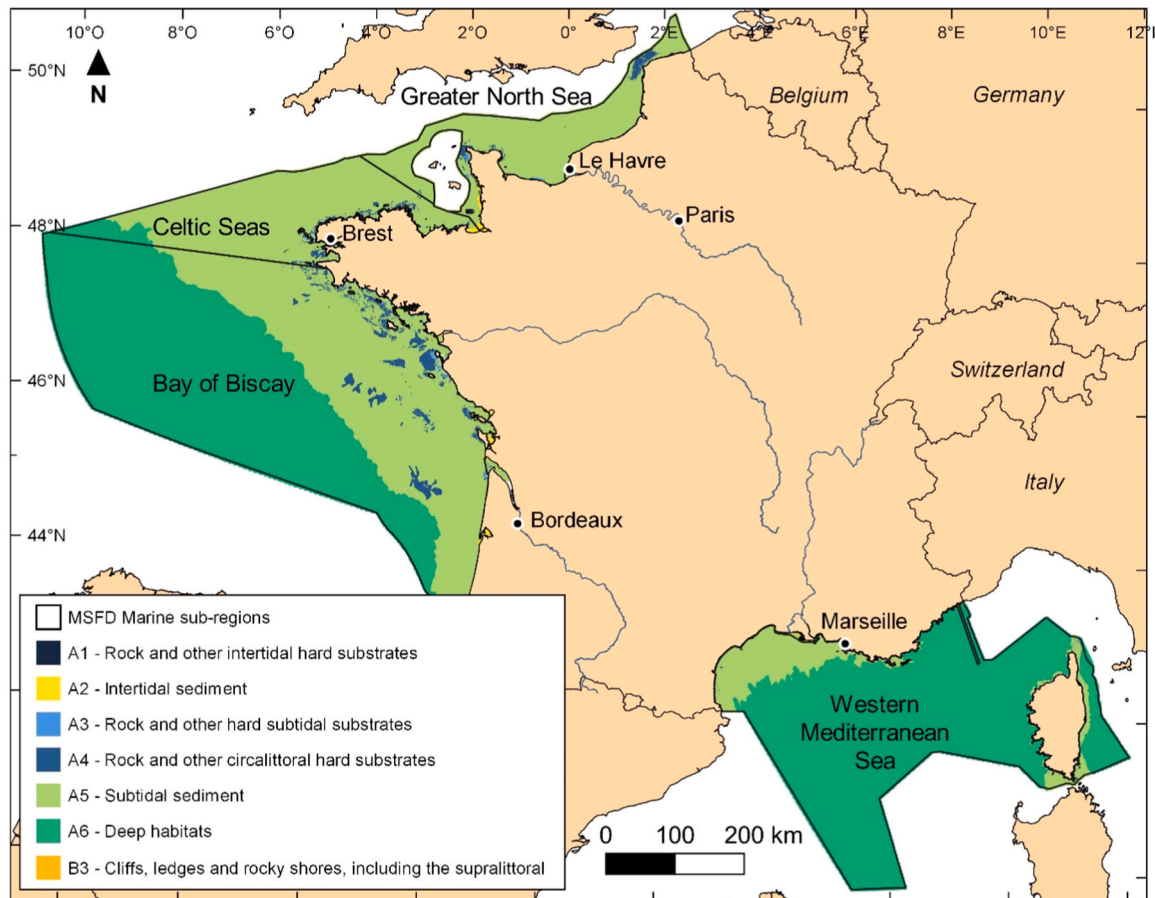 10°W 8°W 6°W 4°O 2°O 0° 2°E 4°E 6°E 8°E 10°E 12°E
50°N
N
Greater North Sea
Belgium
Germany
Le Havre
Paris
48°N
Celtic Seas
Brest
Switzerland
46°N
Bay of Biscay
Italy
Bordeaux
44°N
MSFD Marine sub-regions
A1 - Rock and other intertidal hard substrates
A2 - Intertidal sediment
A3 - Rock and other hard subtidal substrates
A4 - Rock and other circalittoral hard substrates
A5 - Subtidal sediment
A6 - Deep habitats
B3 - Cliffs, ledges and rocky shores, including the supralittoral
Marseille
Western
Mediterranean
Sea
0 100 200 km